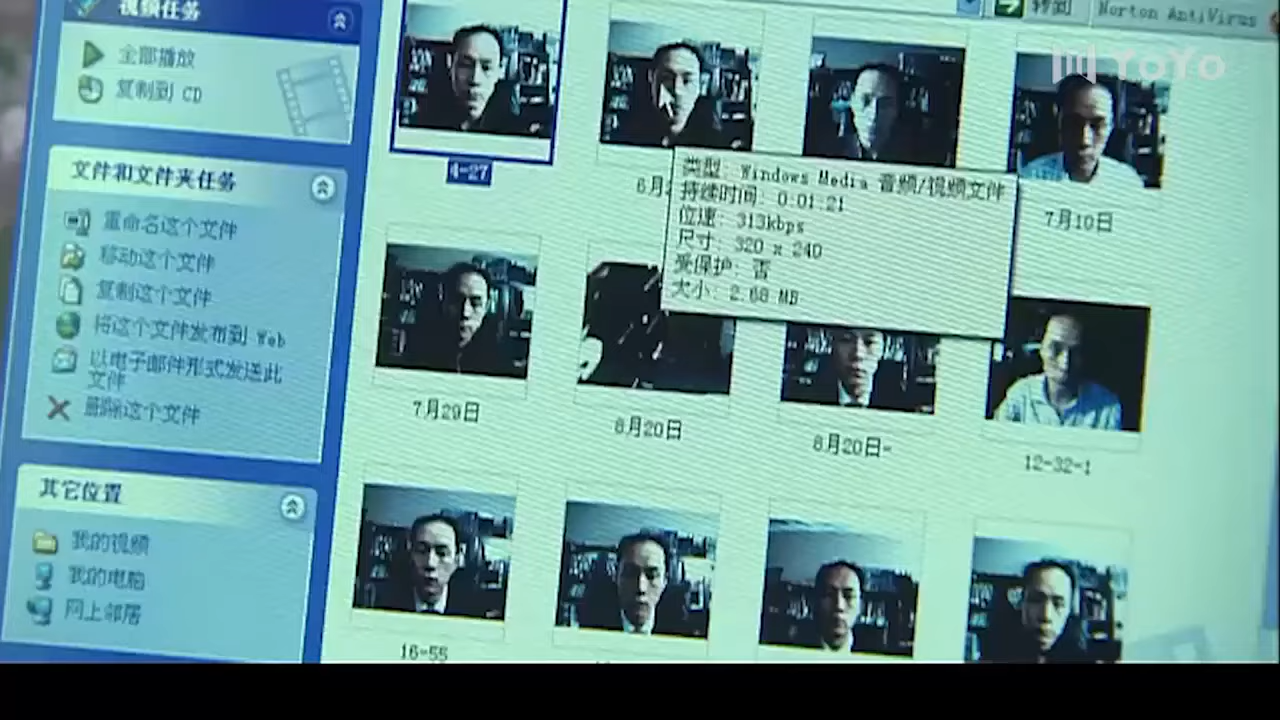 视频任务
全部播放
复制到 CD
文件和文件夹任务
重命名这个文件
移动这个文件
复制这个文件
将这个文件发布到 Web
以电子邮件形式发送此
文件
删除这个文件
其它位置
我的视频
我的电脑
网上邻居
转到
Norton AntiVirus
YoYo
4-27
6月
7月10日
类型: Windows Media 音频/视频文件
持续时间: 0:01:21
位速: 313kbps
尺寸: 320 x 240
受保护: 否
大小: 2.68 MB
7月29日
8月20日
8月20日-
12-32-1
16-55